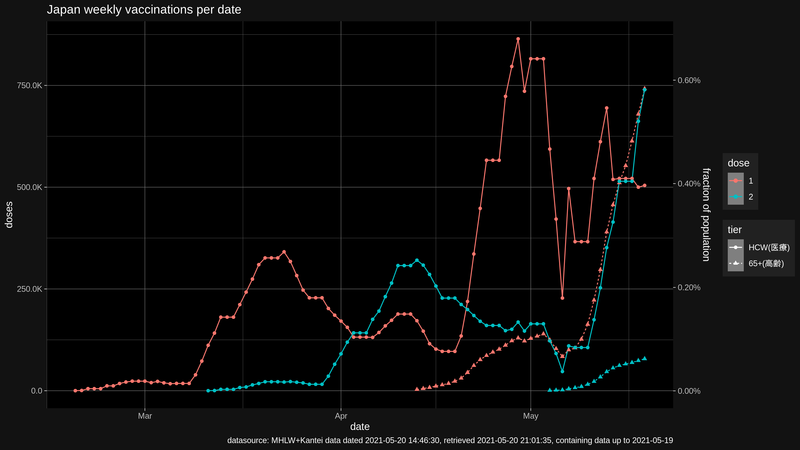 Japan weekly vaccinations per date
doses
750.0K
500.0K
250.0K
0.0
0.60%
0.40%
0.20%
0.00%
fraction of population
Mar
Apr
May
date
dose
1
2
tier
HCW(医療)
65+(高齢)
datasource: MHLW+Kantei data dated 2021-05-20 14:46:30, retrieved 2021-05-20 21:01:35, containing data up to 2021-05-19